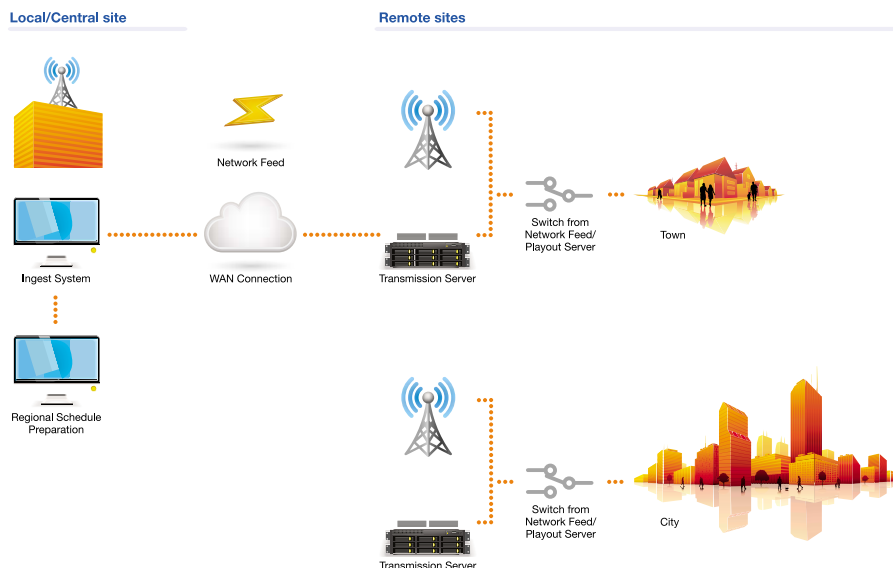 Local/Central site
Remote sites
Network Feed
Ingest System
WAN Connection
Transmission Server
Switch from
Network Feed/
Playout Server
Town
Regional Schedule
Preparation
Switch from
Network Feed/
Playout Server
City
Transmission Server